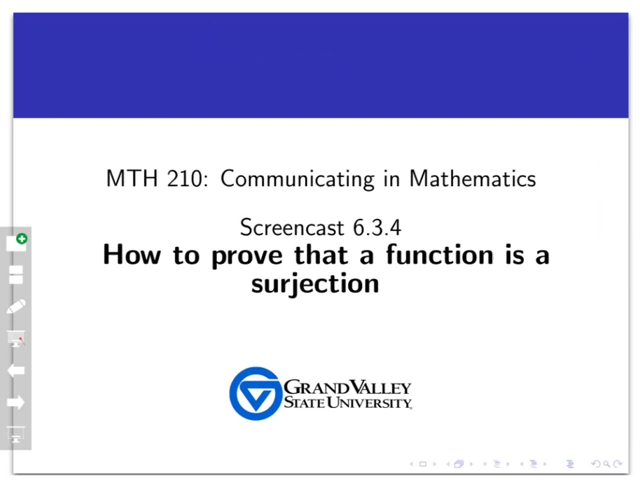 MTH 210: Communicating in Mathematics
Screencast 6.3.4
How to prove that a function is a
surjection
GRANDVALLEY
STATE UNIVERSITY